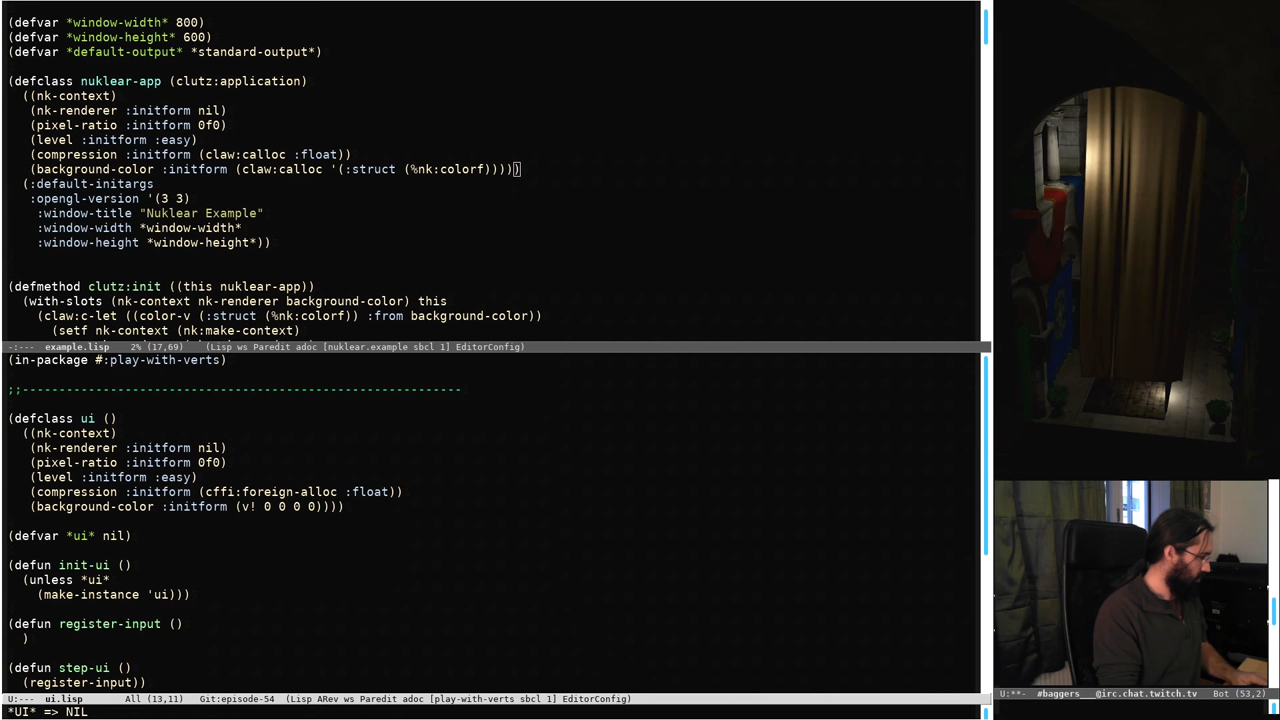 (defvar *window-width* 800)
(defvar *window-height* 600)
(defvar *default-output* *standard-output*)
(defclass nuklear-app (clutz:application)
((nk-context)
(nk-renderer :initform nil)
(pixel-ratio :initform 0f0)
(level :initform :easy)
(compression :initform (claw:calloc :float))
(background-color :initform (claw:calloc '(:struct (%nk:colorf)))))
(:default-initargs
:opengl-version '(3 3)
:window-title "Nuklear Example"
:window-width *window-width*
:window-height *window-height*))
(defmethod clutz:init ((this nuklear-app))
(with-slots (nk-context nk-renderer background-color) this
(claw:c-let ((color-v (:struct (%nk:colorf)) :from background-color))
(setf nk-context (nk:make-context)
-:--- example.lisp 2% (17,69) (Lisp ws Paredit adoc [nuklear.example sbcl 1] EditorConfig)
(in-package #:play-with-verts)
;;------------------------------------------------------------
(defclass ui ()
((nk-context)
(nk-renderer :initform nil)
(pixel-ratio :initform 0f0)
(level :initform :easy)
(compression :initform (cffi:foreign-alloc :float))
(background-color :initform (v! 0 0 0 0))))
(defvar *ui* nil)
(defun init-ui ()
(unless *ui*
(make-instance 'ui)))
(defun register-input ()
)
(defun step-ui ()
(register-input))
U:--- ui.lisp All (13,11) Git:episode-54 (Lisp ARev ws Paredit adoc [play-with-verts sbcl 1] EditorConfig)
*UI* => NIL
U:**- #baggers___@irc.chat.twitch.tv Bot (53,2)